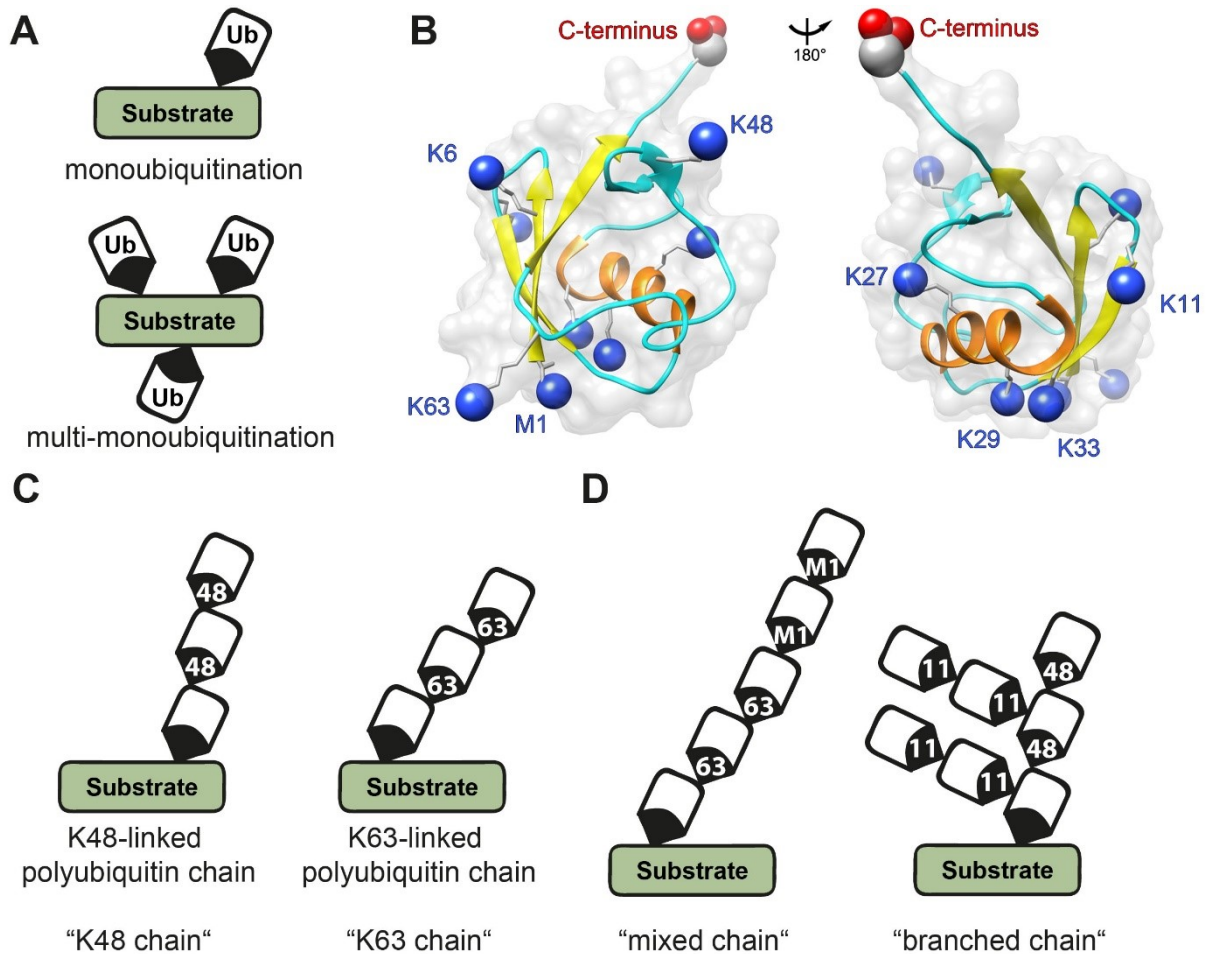 A
Ub
Substrate
monoubiquitination
Ub
Ub
Substrate
Ub
multi-monoubiquitination
B
C-terminus
180°
C-terminus
K6
K48
K63
M1
K27
K11
K29
K33
C
48
48
Substrate
K48-linked
polyubiquitin chain
“K48 chain“
63
63
Substrate
K63-linked
polyubiquitin chain
“K63 chain“
D
M1
M1
63
63
Substrate
“mixed chain“
11
11
48
11
11
48
Substrate
“branched chain“